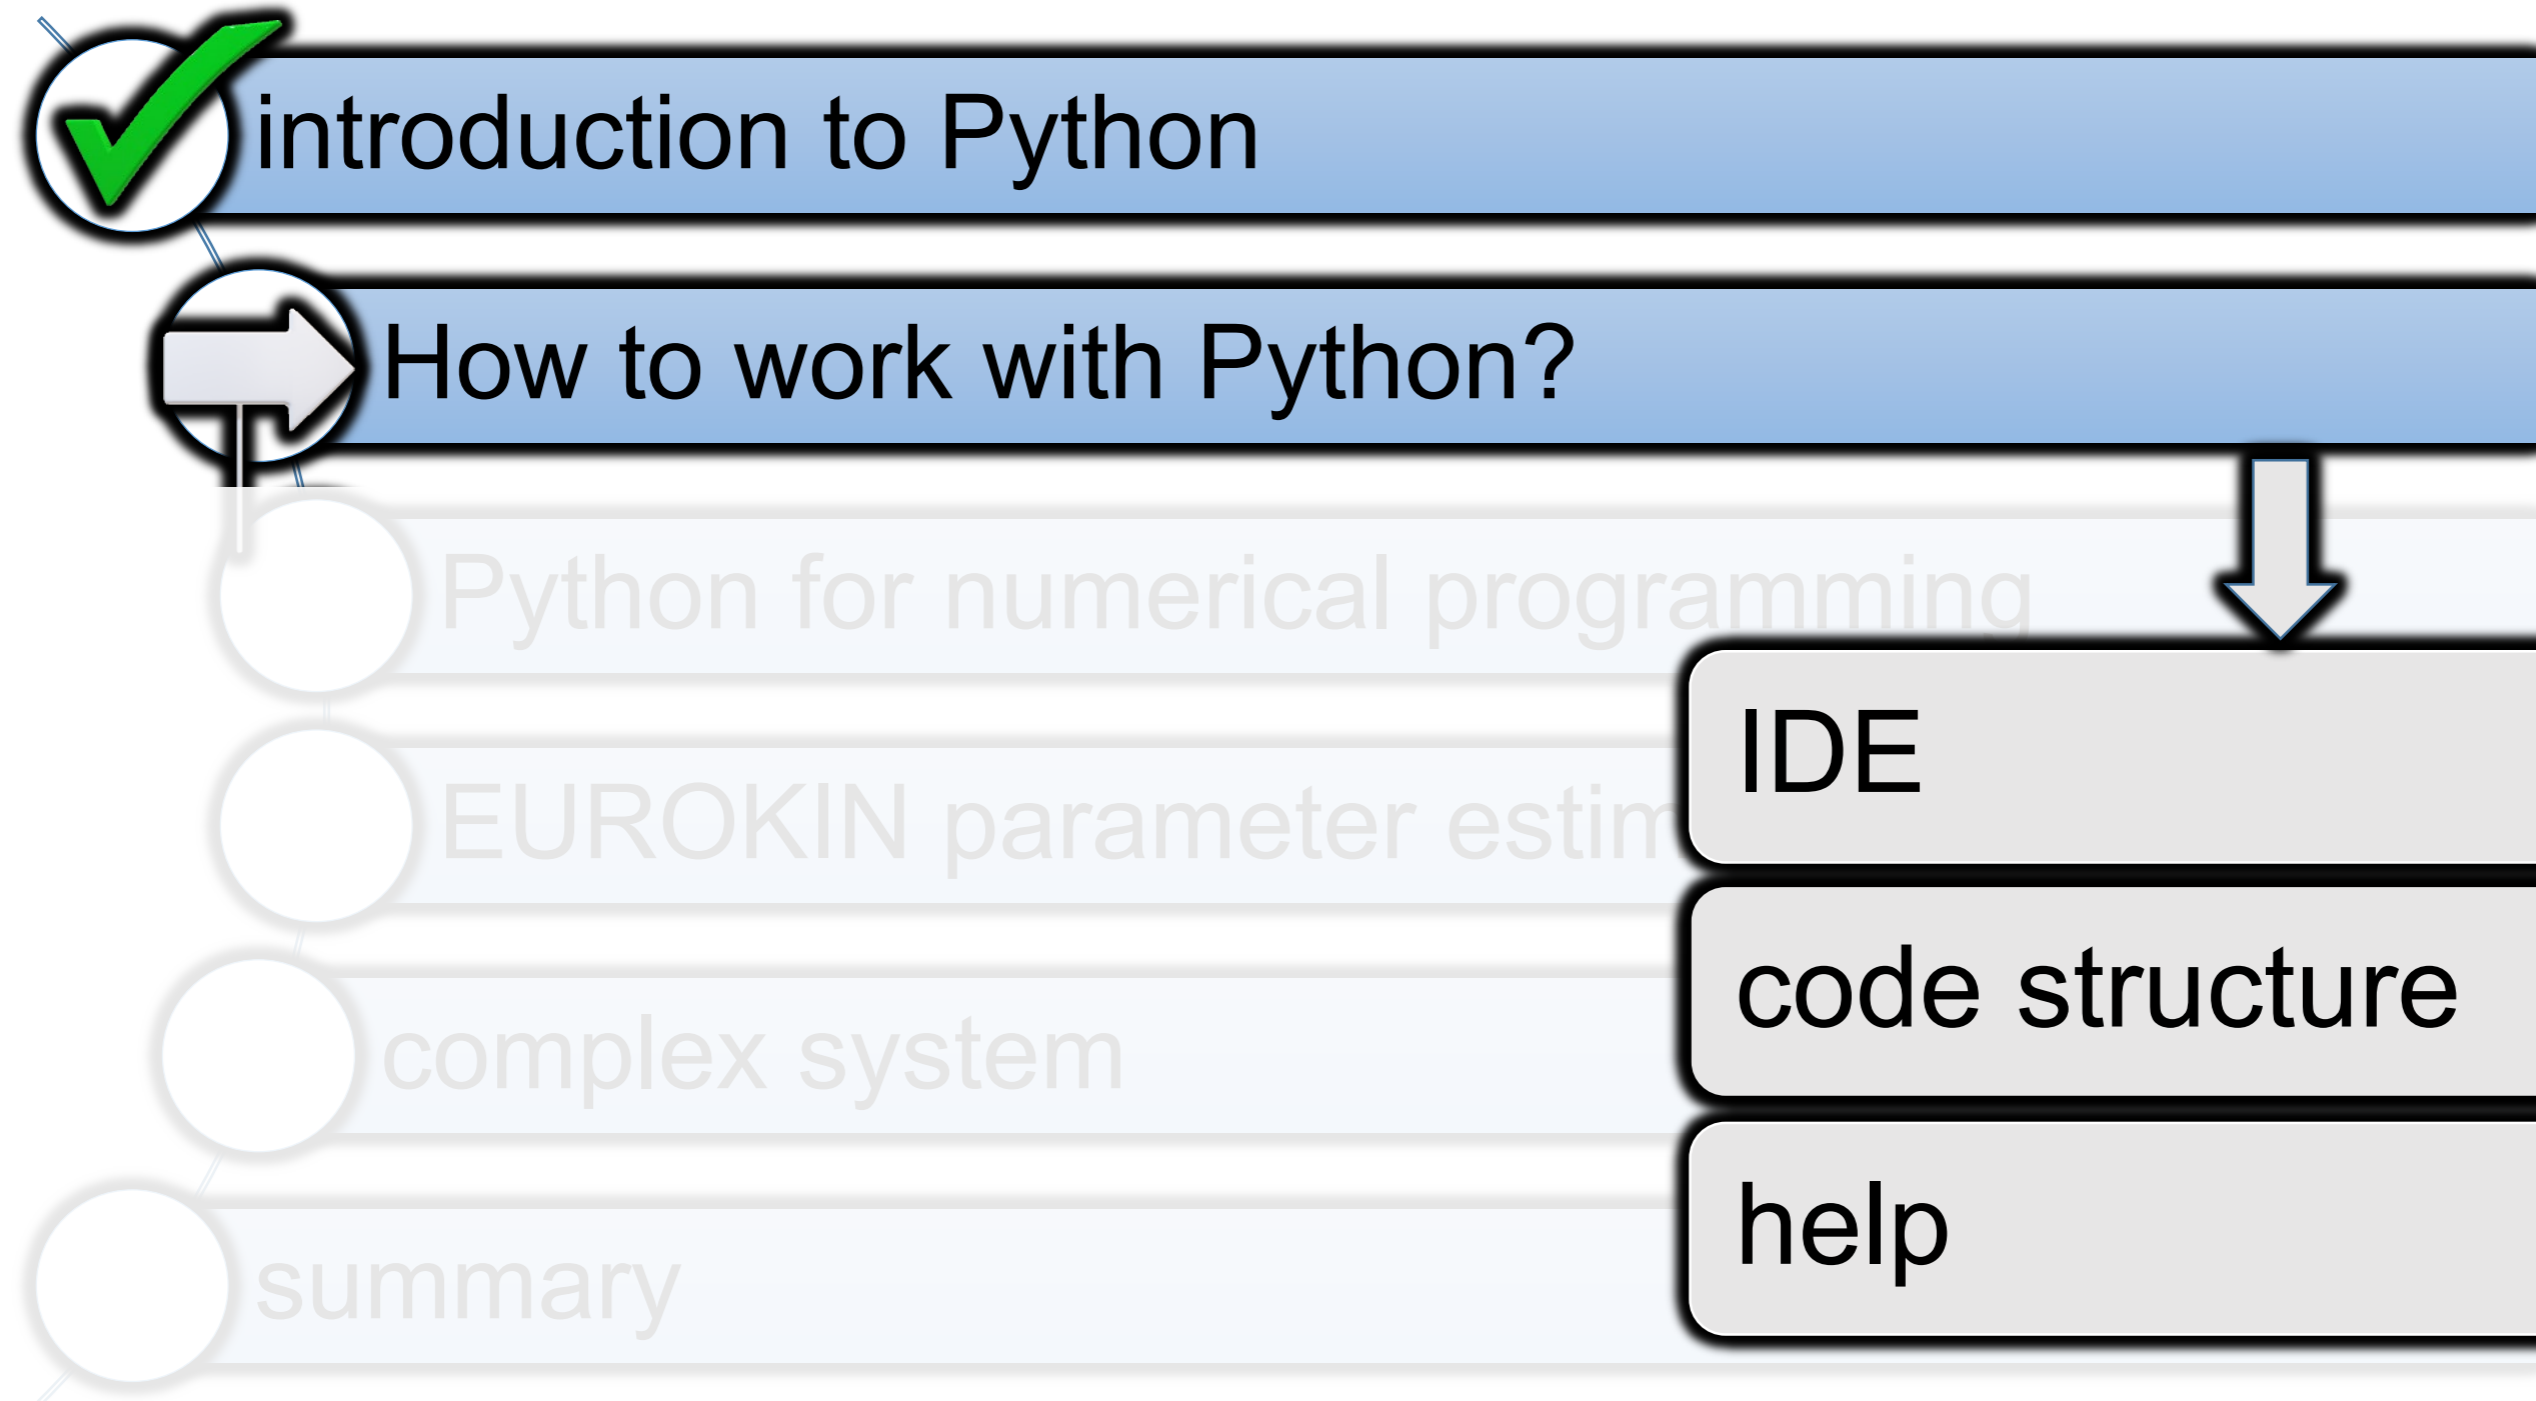 introduction to Python
How to work with Python?
Python for numerical programming
EUROKIN parameter
IDE
code structure
complex system
help
summary